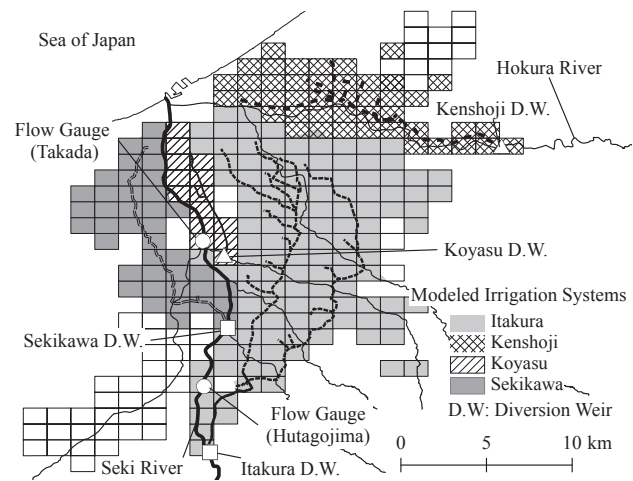 Sea of Japan
Hokura River
Kenshoji D.W.
Flow Gauge
(Takada)
Koyasu D.W.
Modeled Irrigation Systems
Itakura
Kenshoji
Koyasu
Sekikawa
D.W: Diversion Weir
Sekikawa D.W.
Flow Gauge
(Hutagojima)
Seki River
Itakura D.W.
0 5 10 km